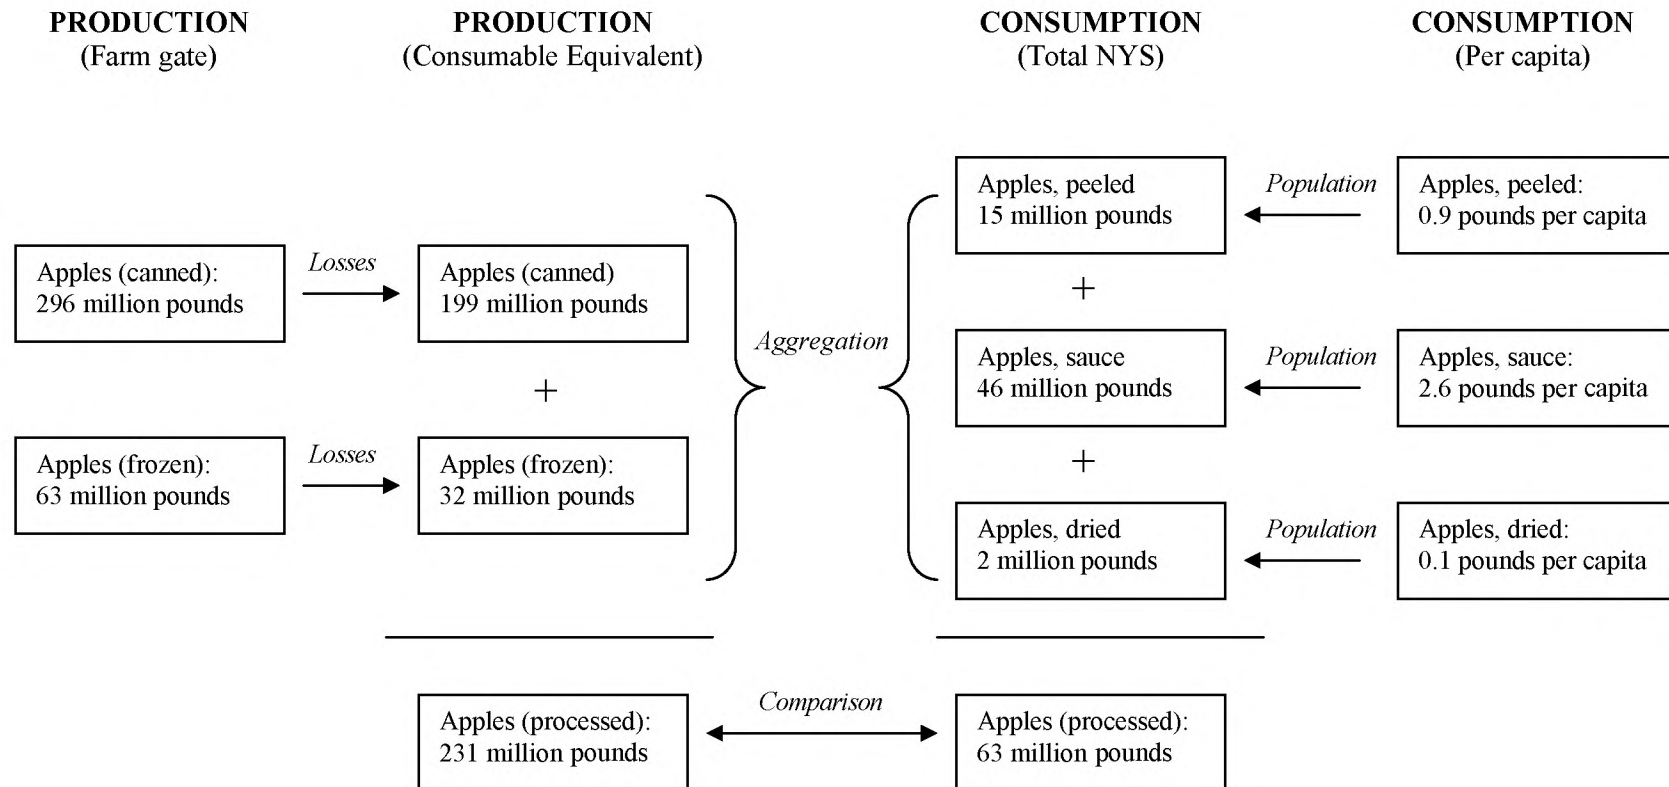 PRODUCTION
(Farm gate)
PRODUCTION
(Consumable Equivalent)
CONSUMPTION
(Total NYS)
CONSUMPTION
(Per capita)
Apples (canned):
296 million pounds
Losses
Apples (canned)
199 million pounds
+
Apples (frozen):
63 million pounds
Losses
Apples (frozen):
32 million pounds
Aggregation
Apples, peeled
15 million pounds
Population
Apples, peeled:
0.9 pounds per capita
+
Apples, sauce
46 million pounds
Population
Apples, sauce:
2.6 pounds per capita
+
Apples, dried
2 million pounds
Population
Apples, dried:
0.1 pounds per capita
Apples (processed):
231 million pounds
Comparison
Apples (processed):
63 million pounds